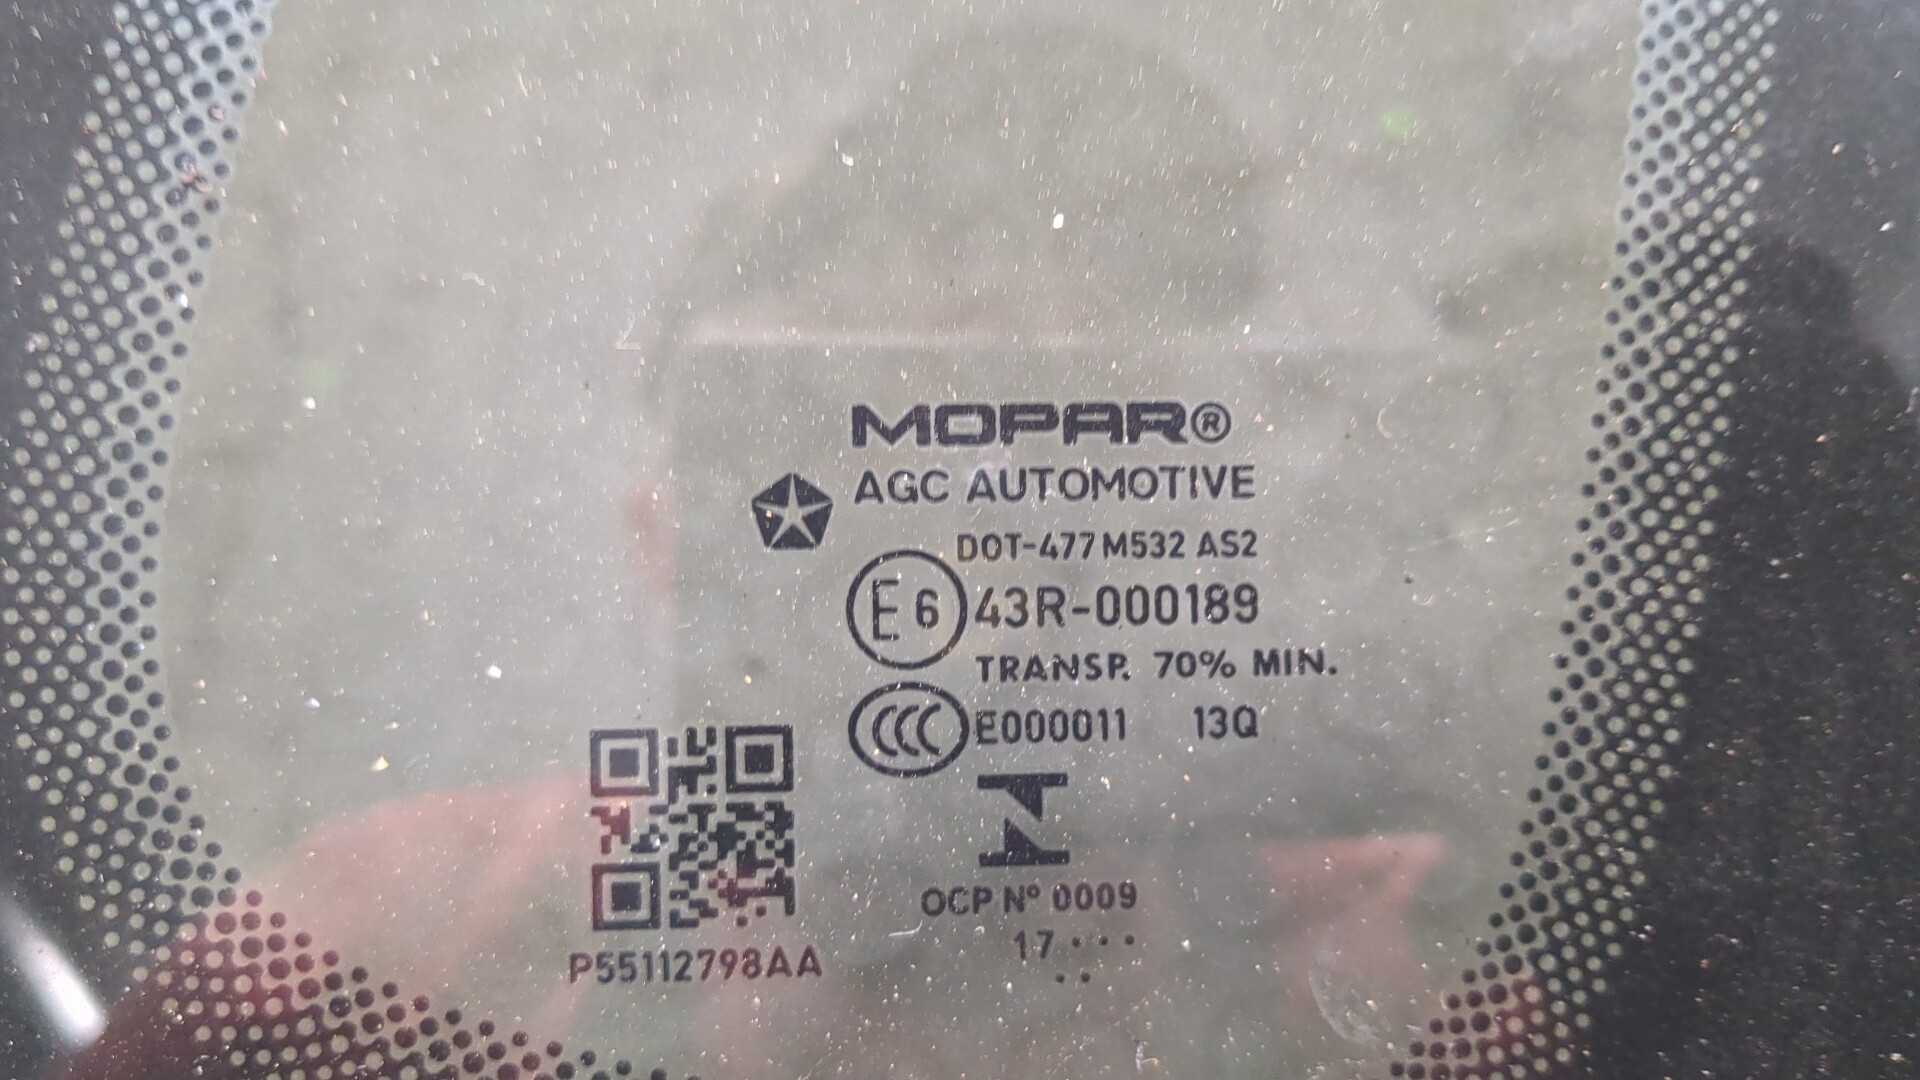 MOPAR®
AGC AUTOMOTIVE
DOT-477 M532 AS2
E6 43R-000189
TRANSP. 70% MIN.
CCC E000011 13Q
OCP Nº 0009
17 . . .
. .
P55112798AA